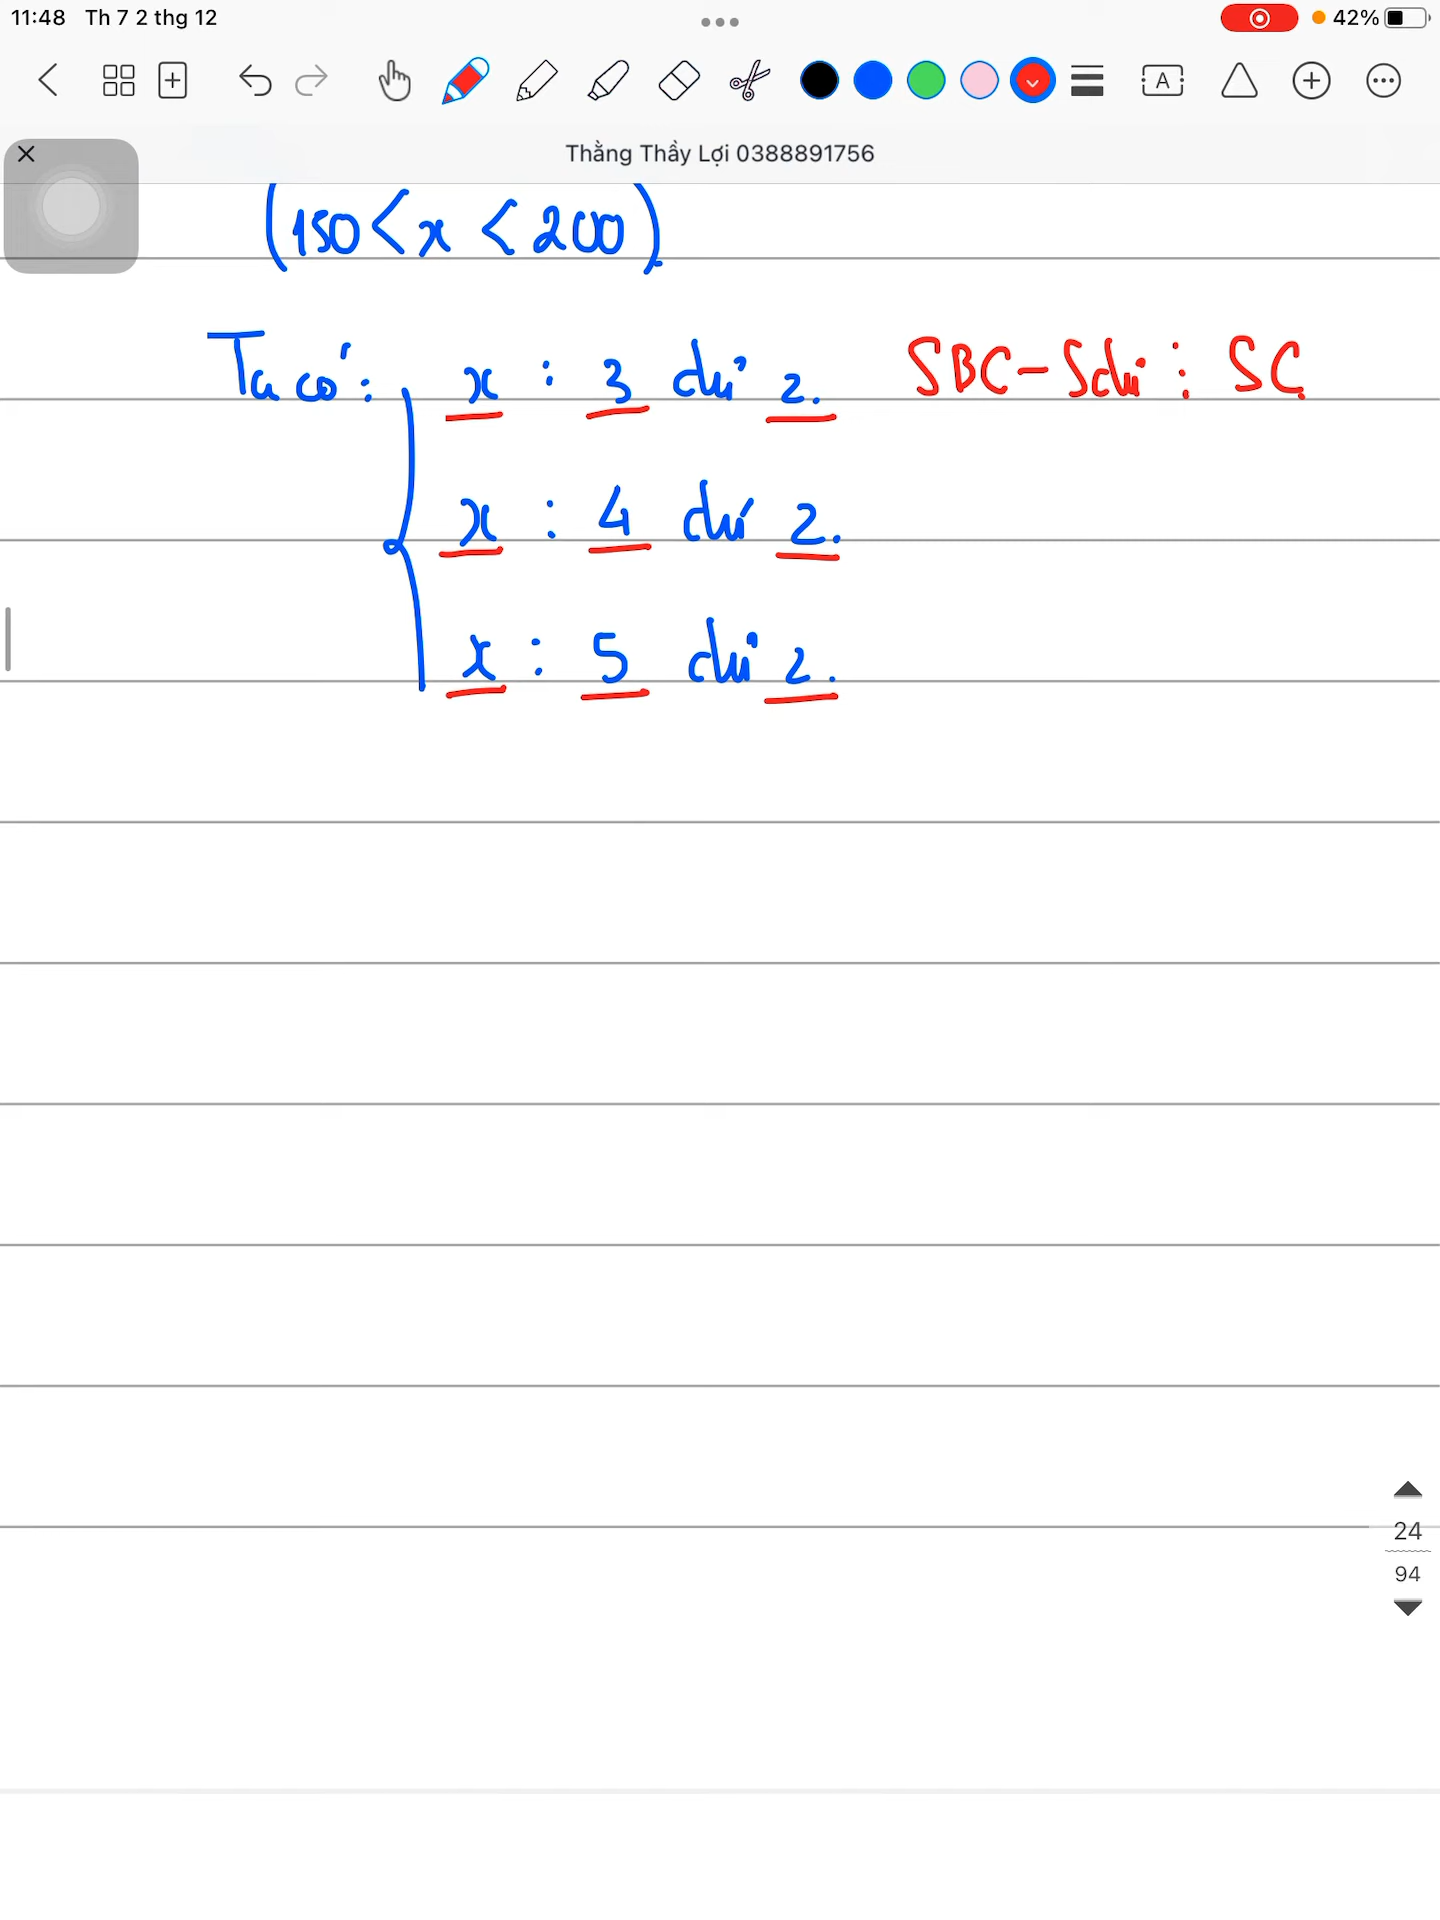 11:48 Th 7 2 thg 12 42%
A
Thằng Thầy Lợi 0388891756
(150 < x < 200).
Ta có: x : 3 dư 2. SBC - Sdư ⋮ SC
x : 4 dư 2.
x : 5 dư 2.
24
94